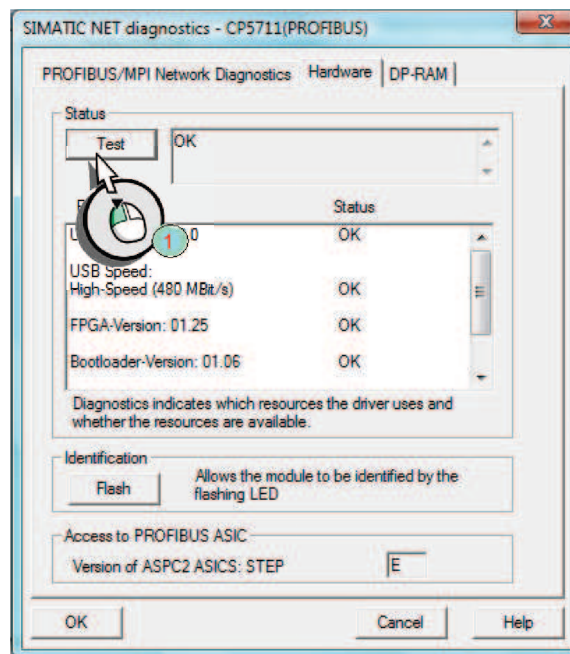 SIMATIC NET diagnostics - CP5711(PROFIBUS)
PROFIBUS/MPI Network Diagnostics Hardware DP-RAM
Status
Test OK
Status
.0 OK
USB Speed:
High-Speed (480 MBit/s) OK
FPGA-Version: 01.25 OK
Bootloader-Version: 01.06 OK
1
Diagnostics indicates which resources the driver uses and
whether the resources are available.
Identification
Flash Allows the module to be identified by the
flashing LED
Access to PROFIBUS ASIC
Version of ASPC2 ASICS: STEP E
OK Cancel Help